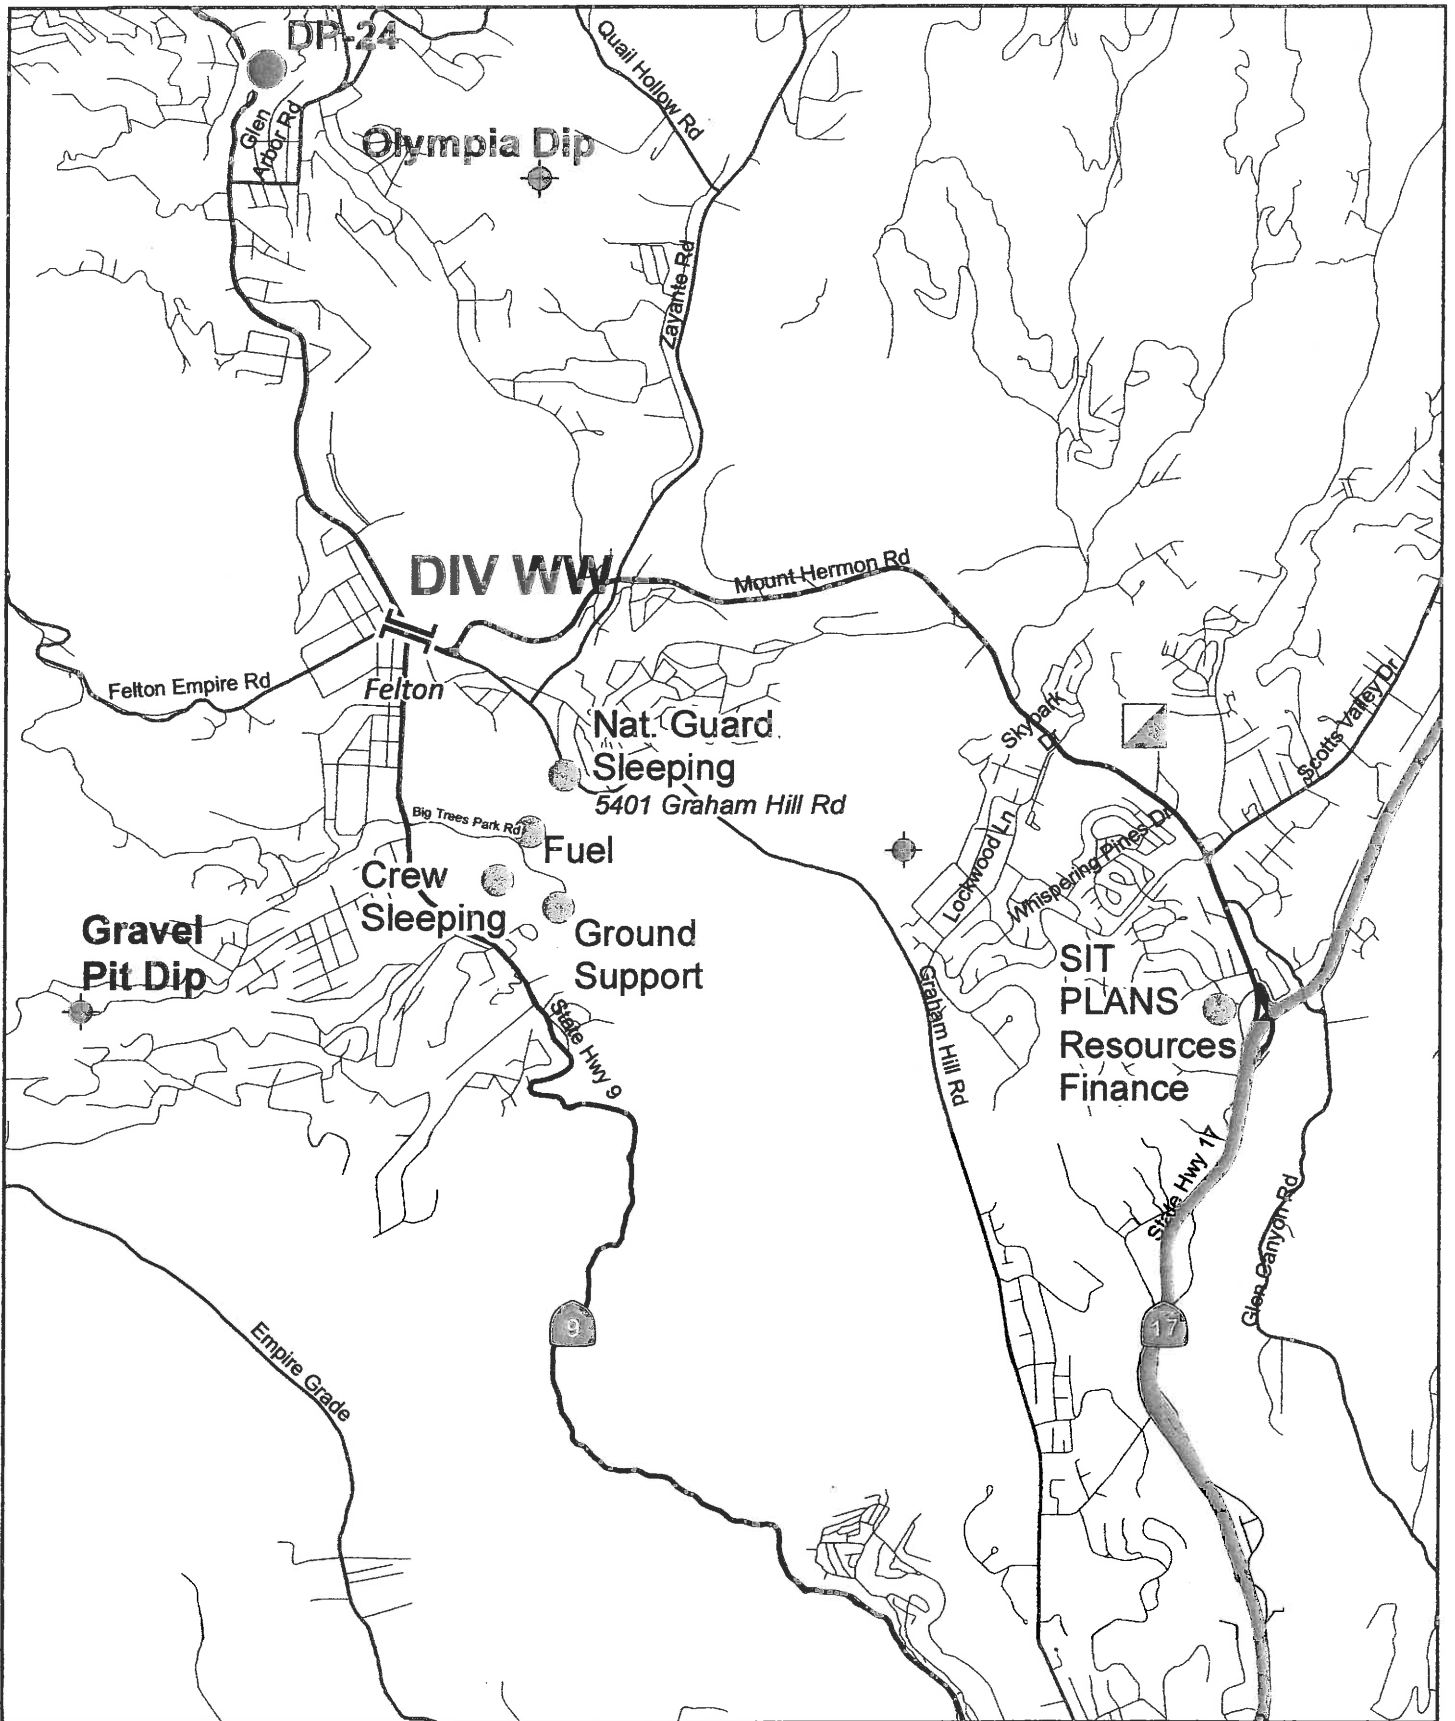 DP-24
Quail Hollow Rd
Glen
Arbor Rd
Olympia Dip
Zayante Rd
DIV WW
Mount Hermon Rd
Felton Empire Rd
Felton
Nat. Guard
Sleeping
5401 Graham Hill Rd
Skypark
Dr
Scotts Valley Dr
Big Trees Park Rd
Fuel
Crew
Sleeping
Lockwood Ln
Whispering Pines Dr
Gravel
Pit Dip
Ground
Support
SIT
PLANS
Resources
Finance
Graham Hill Rd
State Hwy 9
State Hwy 17
Glen Canyon Rd
9
17
Empire Grade